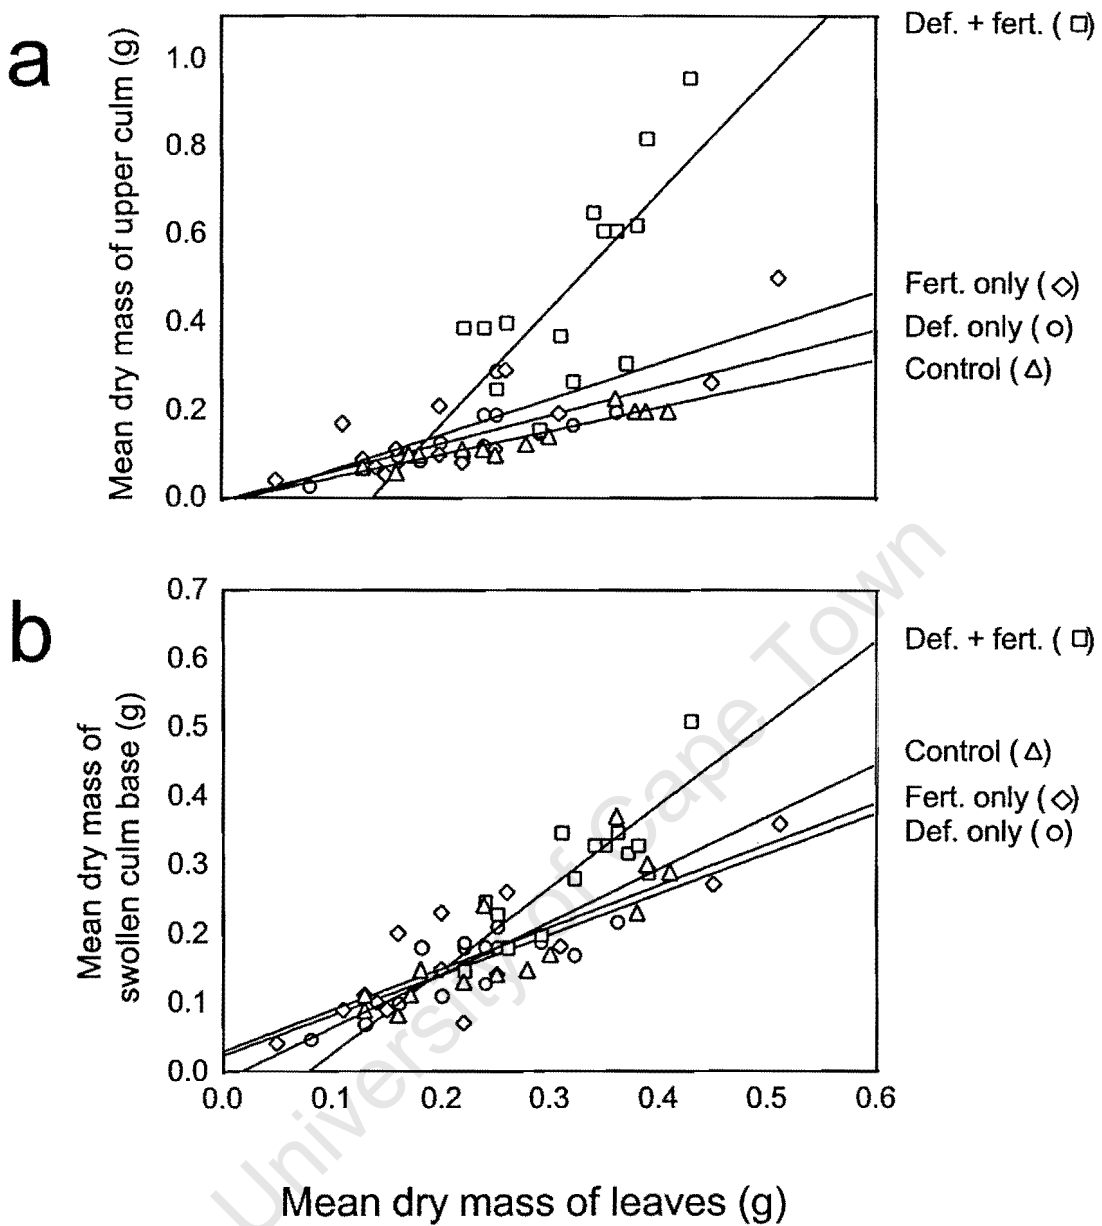 a
Mean dry mass of upper culm (g)
1.0
0.8
0.6
0.4
0.2
0.0
Def. + fert. (□)
Fert. only (◇)
Def. only (○)
Control (△)
b
Mean dry mass of
swollen culm base (g)
0.7
0.6
0.5
0.4
0.3
0.2
0.1
0.0
Def. + fert. (□)
Control (△)
Fert. only (◇)
Def. only (○)
0.0 0.1 0.2 0.3 0.4 0.5 0.6
Mean dry mass of leaves (g)
University of Cape Town